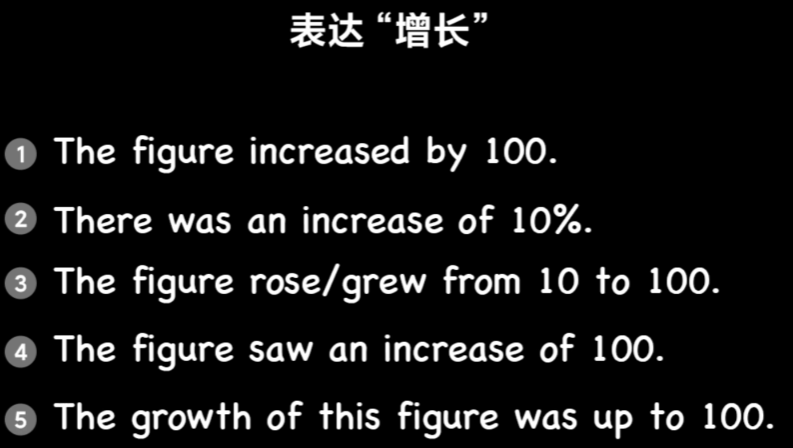 表达“增长”
1 The figure increased by 100.
2 There was an increase of 10%.
3 The figure rose/grew from 10 to 100.
4 The figure saw an increase of 100.
5 The growth of this figure was up to 100.